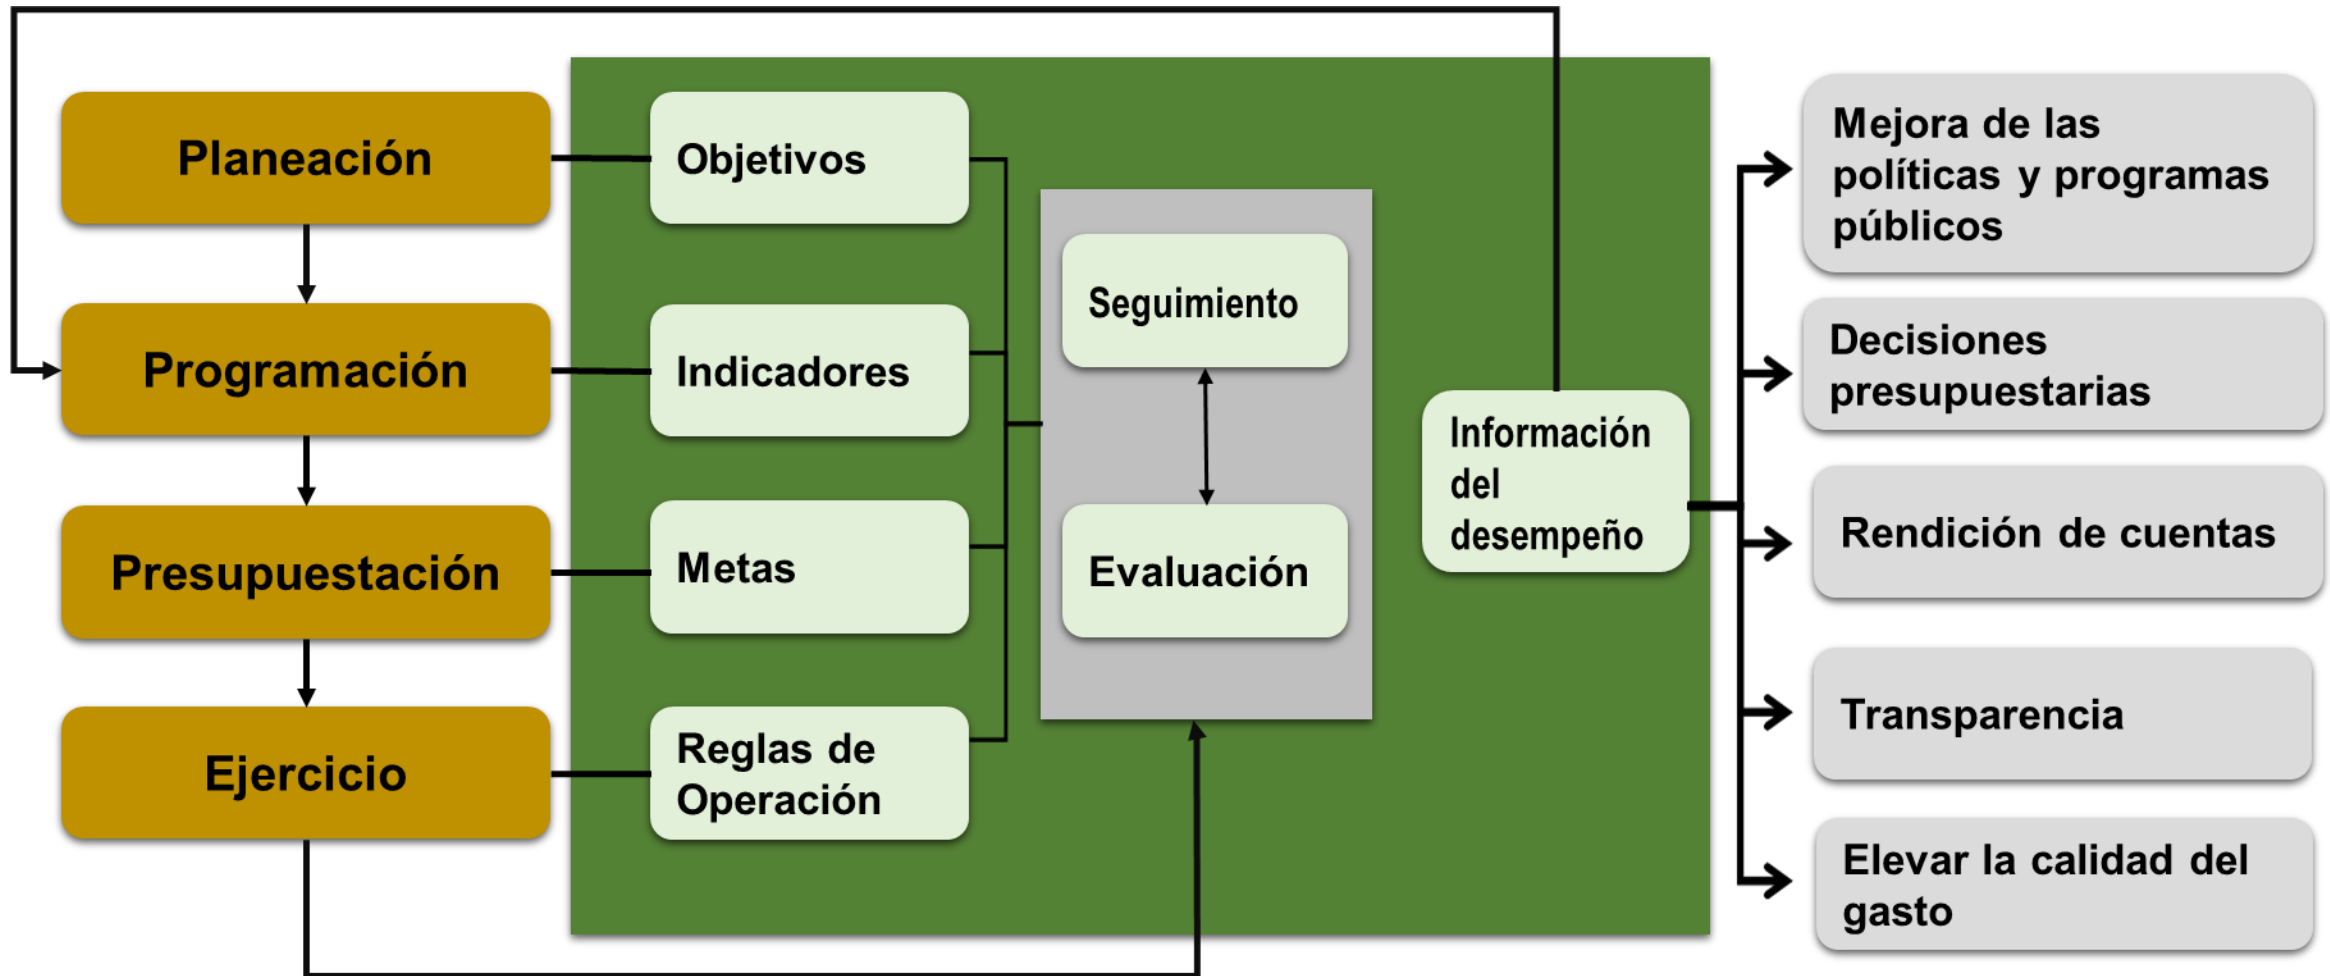 Planeación
Programación
Presupuestación
Ejercicio
Objetivos
Indicadores
Metas
Reglas de
Operación
Seguimiento
Evaluación
Información
del
desempeño
Mejora de las
políticas y programas
públicos
Decisiones
presupuestarias
Rendición de cuentas
Transparencia
Elevar la calidad del
gasto